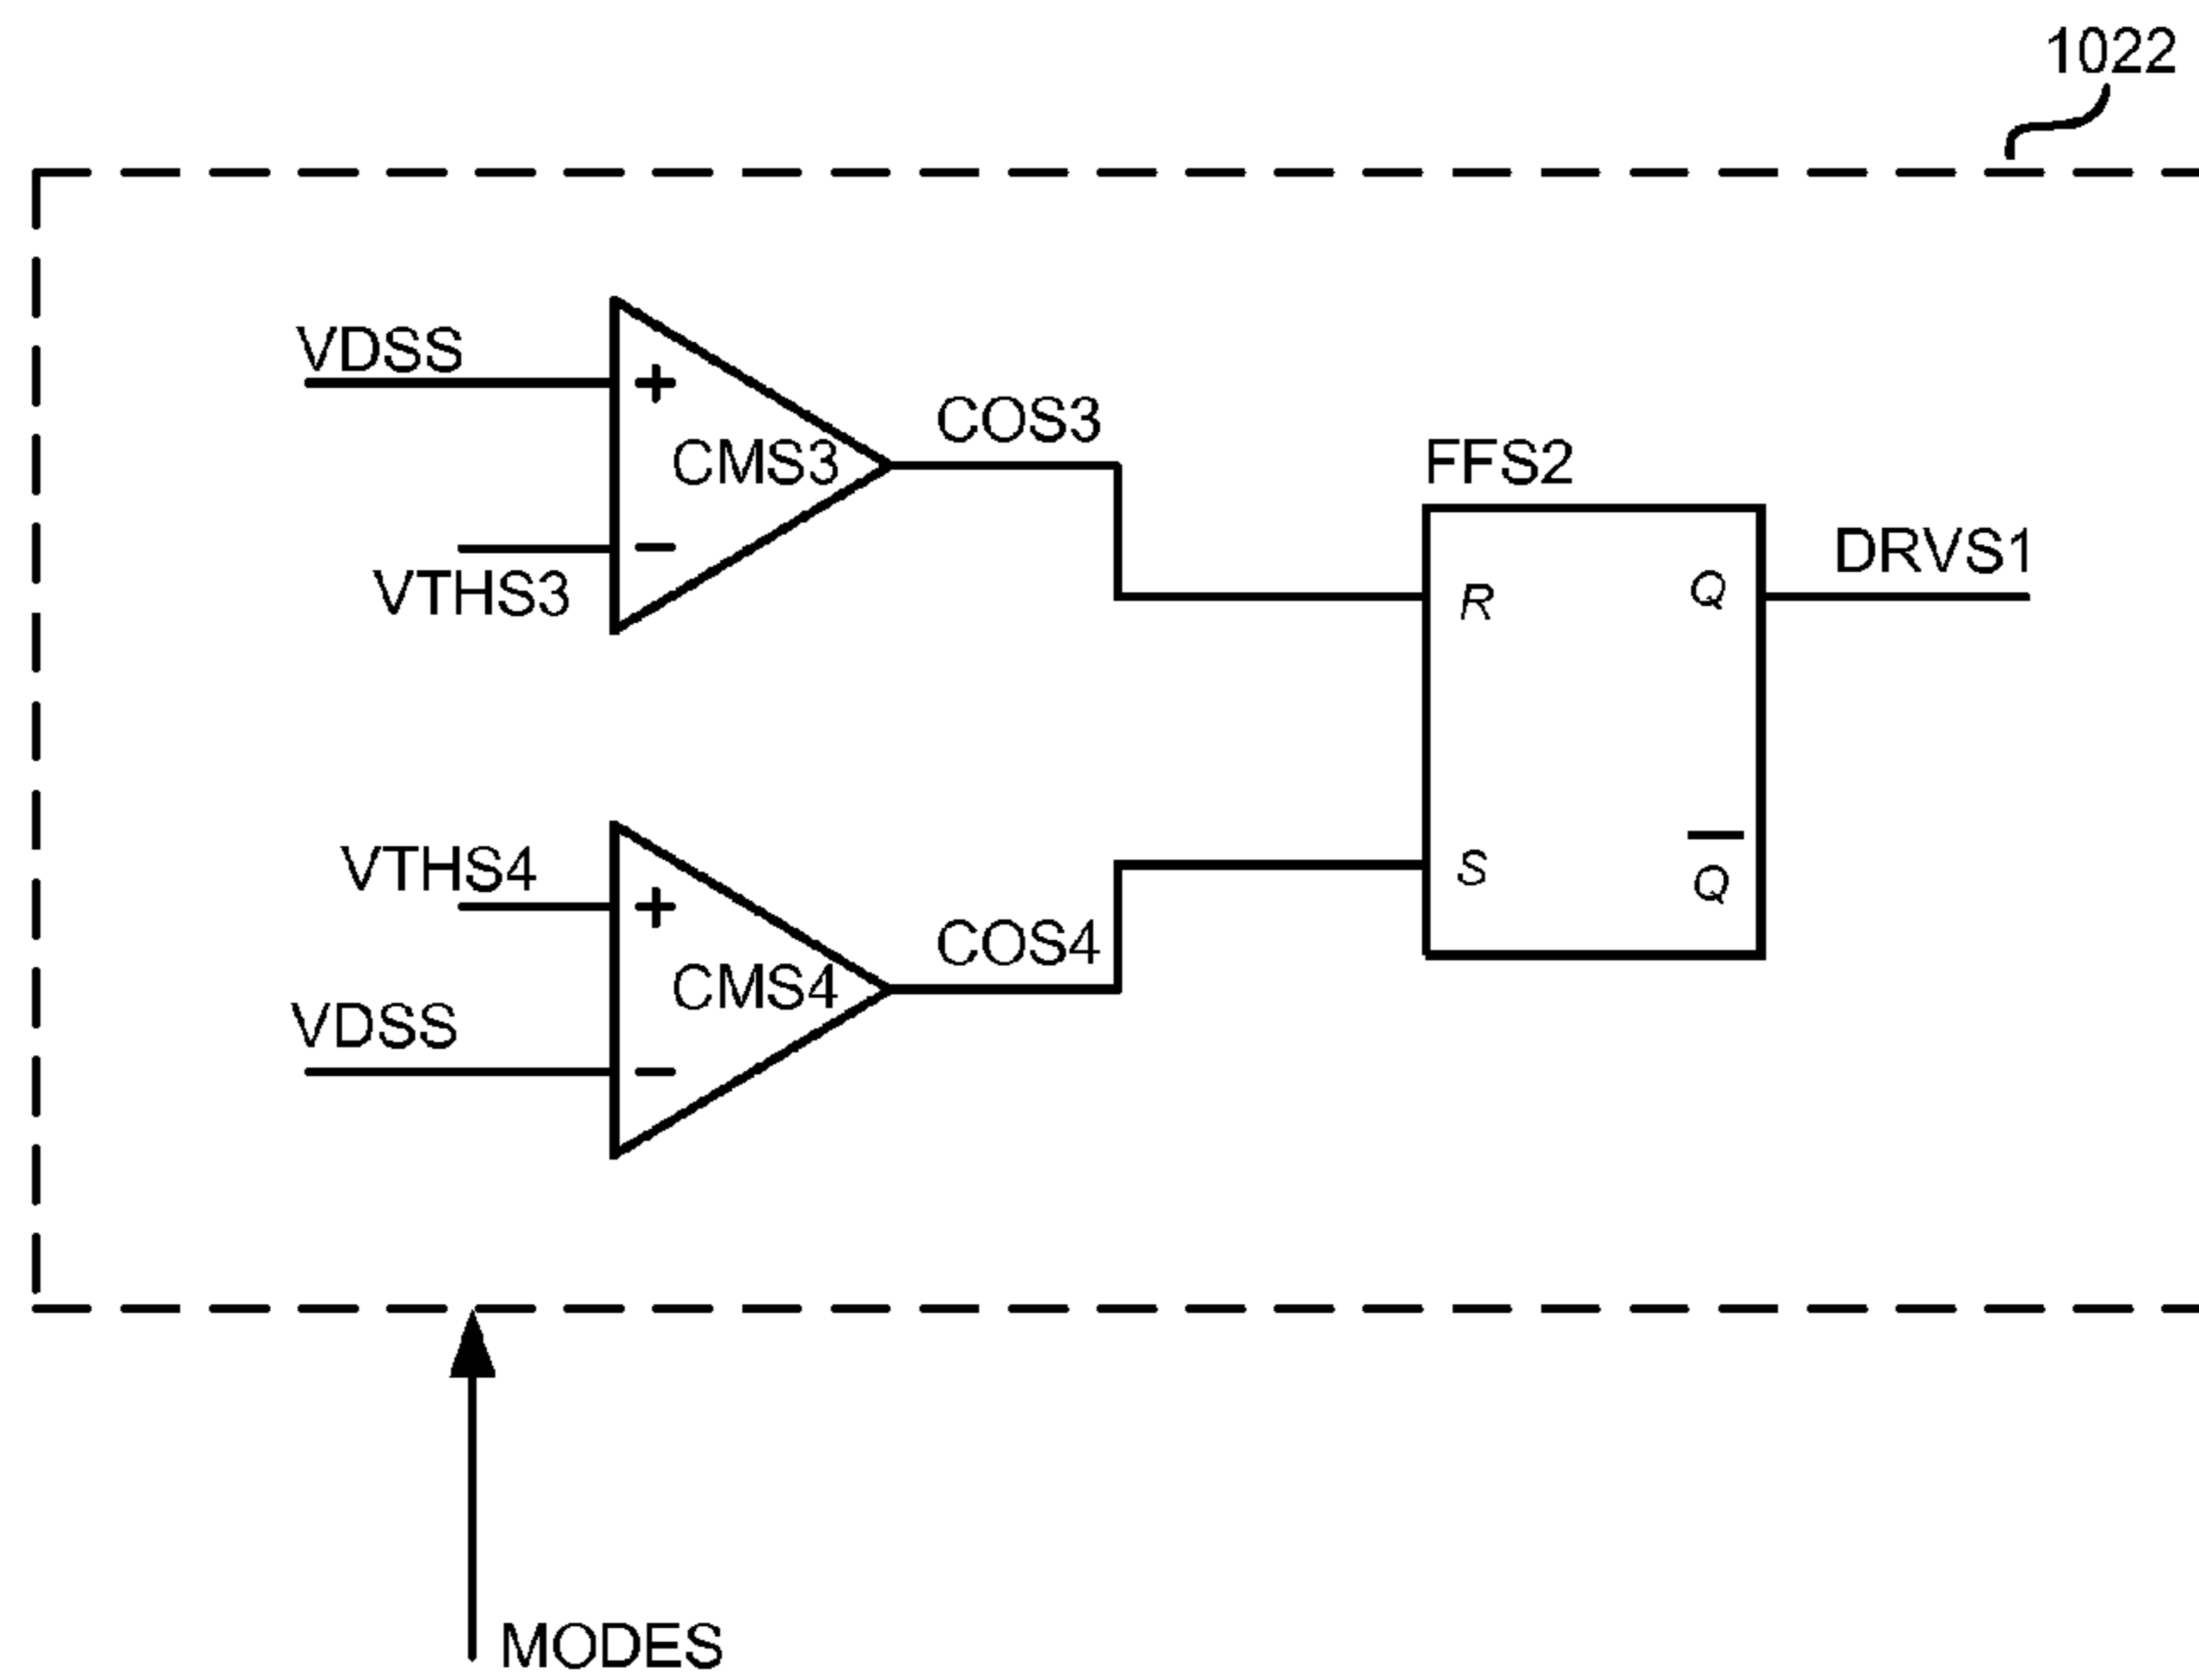 1022
VDSS
+
CMS3
COS3
−
VTHS3
FFS2
R
Q
DRVS1
S
Q
VTHS4
+
CMS4
COS4
VDSS
−
MODES